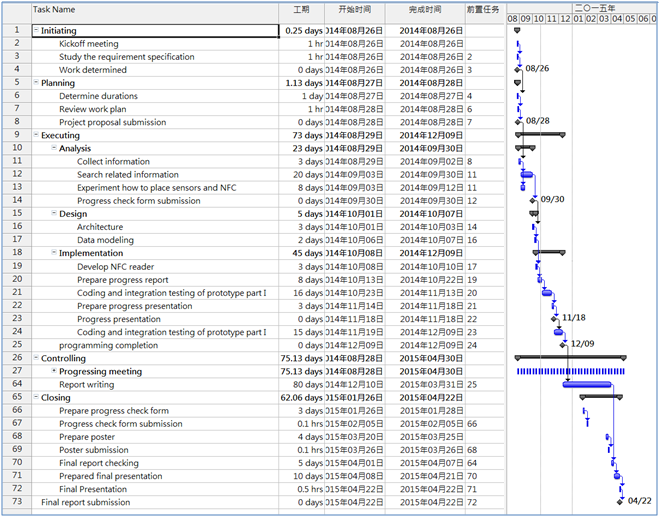 Task Name 工期 开始时间 完成时间 前置任务 二〇一五年
08 09 10 11 12 01 02 03 04 05 06 0
1 Initiating 0.25 days 014年08月26日 2014年08月26日
2 Kickoff meeting 1 hr 014年08月26日 2014年08月26日
3 Study the requirement specification 1 hr 014年08月26日 2014年08月26日 2
4 Work determined 0 days 014年08月26日 2014年08月26日 3 08/26
5 Planning 1.13 days 014年08月27日 2014年08月28日
6 Determine durations 1 day 014年08月27日 2014年08月27日 4
7 Review work plan 1 hr 014年08月28日 2014年08月28日 6
8 Project proposal submission 0 days 014年08月28日 2014年08月28日 7 08/28
9 Executing 73 days 014年08月29日 2014年12月09日
10 Analysis 23 days 014年08月29日 2014年09月30日
11 Collect information 3 days 014年08月29日 2014年09月02日 8
12 Search related information 20 days 014年09月03日 2014年09月30日 11
13 Experiment how to place sensors and NFC 8 days 014年09月03日 2014年09月12日 11
14 Progress check form submission 0 days 014年09月30日 2014年09月30日 12 09/30
15 Design 5 days 014年10月01日 2014年10月07日
16 Architecture 3 days 014年10月01日 2014年10月03日 14
17 Data modeling 2 days 014年10月06日 2014年10月07日 16
18 Implementation 45 days 014年10月08日 2014年12月09日
19 Develop NFC reader 3 days 014年10月08日 2014年10月10日 17
20 Prepare progress report 8 days 014年10月13日 2014年10月22日 19
21 Coding and integration testing of prototype part I 16 days 014年10月23日 2014年11月13日 20
22 Prepare progress presentation 3 days 014年11月14日 2014年11月18日 21
23 Progress presentation 0 days 014年11月18日 2014年11月18日 22 11/18
24 Coding and integration testing of prototype part I 15 days 014年11月19日 2014年12月09日 23
25 programming completion 0 days 014年12月09日 2014年12月09日 24 12/09
26 Controlling 75.13 days 014年08月28日 2015年04月30日
27 Progressing meeting 75.13 days 014年08月28日 2015年04月30日
64 Report writing 80 days 014年12月10日 2015年03月31日 25
65 Closing 62.06 days 015年01月26日 2015年04月22日
66 Prepare progress check form 3 days 015年01月26日 2015年01月28日
67 Progress check form submission 0.1 hrs 015年02月05日 2015年02月05日 66
68 Prepare poster 4 days 015年03月20日 2015年03月25日
69 Poster submission 0.1 hrs 015年03月26日 2015年03月26日 68
70 Final report checking 5 days 015年04月01日 2015年04月07日 64
71 Prepared final presentation 10 days 015年04月08日 2015年04月21日 70
72 Final Presentation 0.5 hrs 015年04月22日 2015年04月22日 71
73 Final report submission 0 days 015年04月22日 2015年04月22日 72 04/22